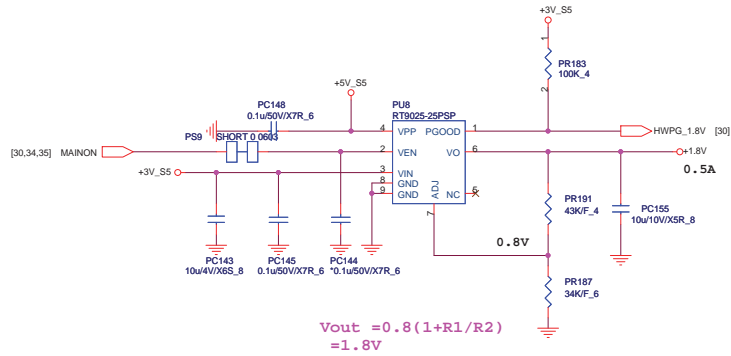 +3V_S5
1
PR183
100K_4
2
+5V_S5
PC148
0.1u/50V/X7R_6
PU8
RT9025-25PSP
PS9 SHORT 0 0603
4 VPP PGOOD 1
HWPG_1.8V [30]
[30,34,35] MAINON
2 VEN VO 6
+1.8V
0.5A
+3V_S5
3 VIN
8 GND
9 GND ADJ NC 5
7
PR191
43K/F_4
PC155
10u/10V/X5R_8
0.8V
PC143
10u/4V/X6S_8
PC145
0.1u/50V/X7R_6
PC144
*0.1u/50V/X7R_6
PR187
34K/F_6
Vout =0.8(1+R1/R2)
=1.8V